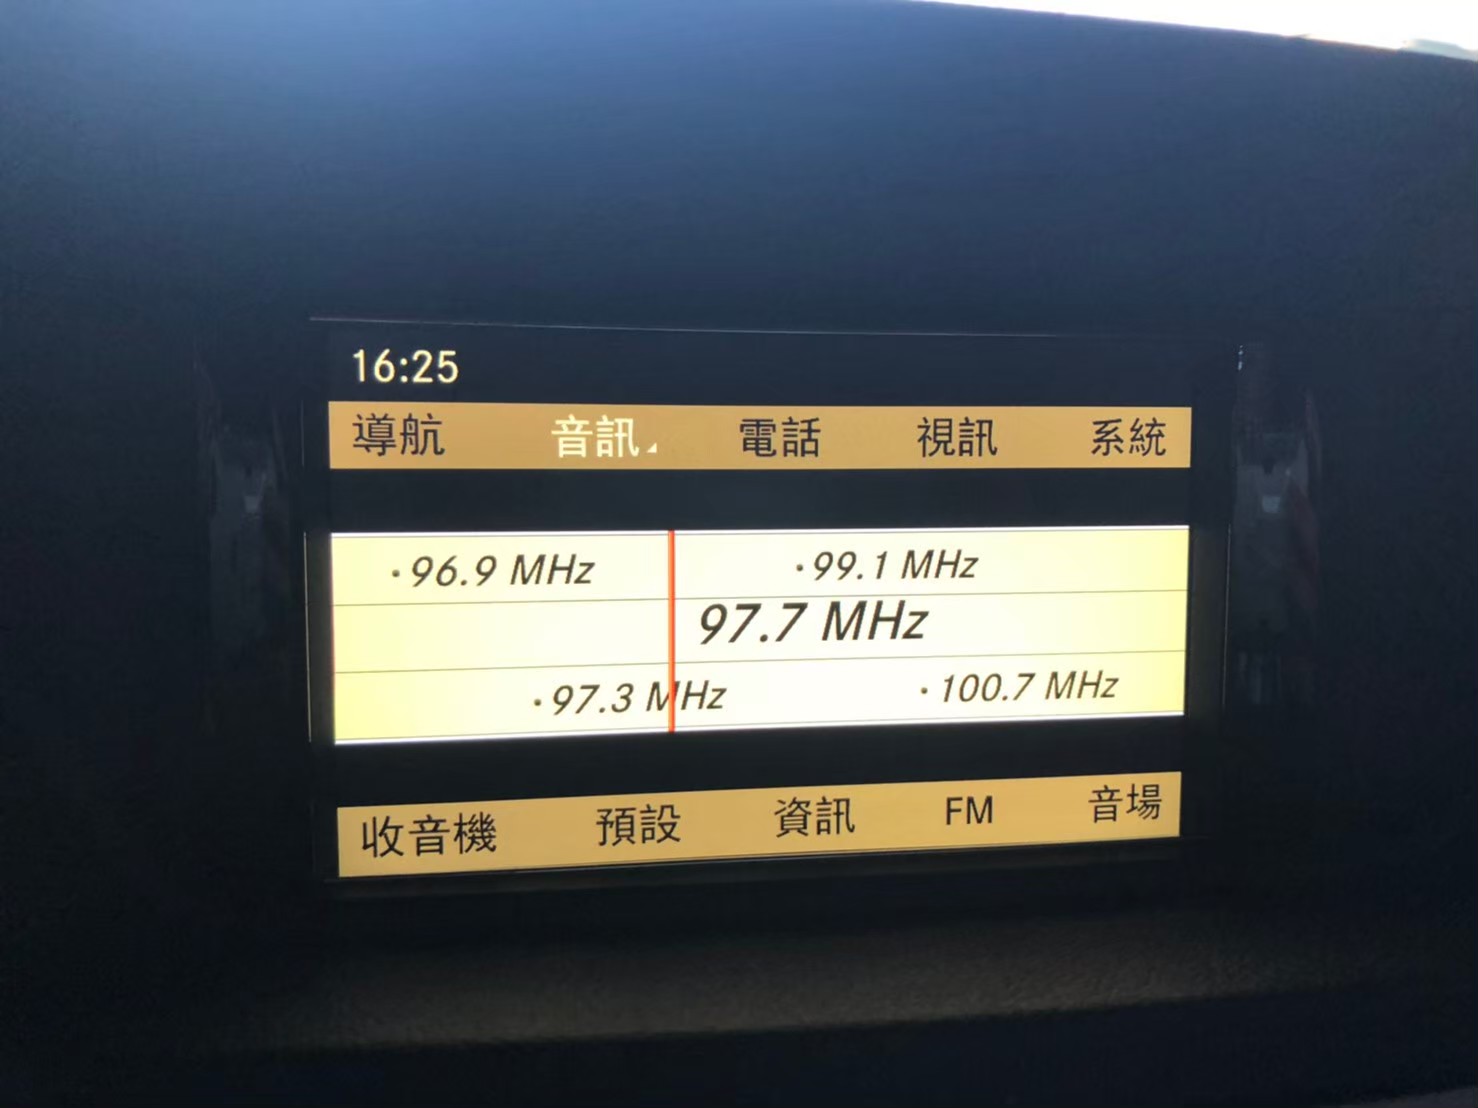 16:25
導航 音訊 電話 視訊 系統
·96.9 MHz ·99.1 MHz
97.7 MHz
·97.3 MHz ·100.7 MHz
收音機 預設 資訊 FM 音場